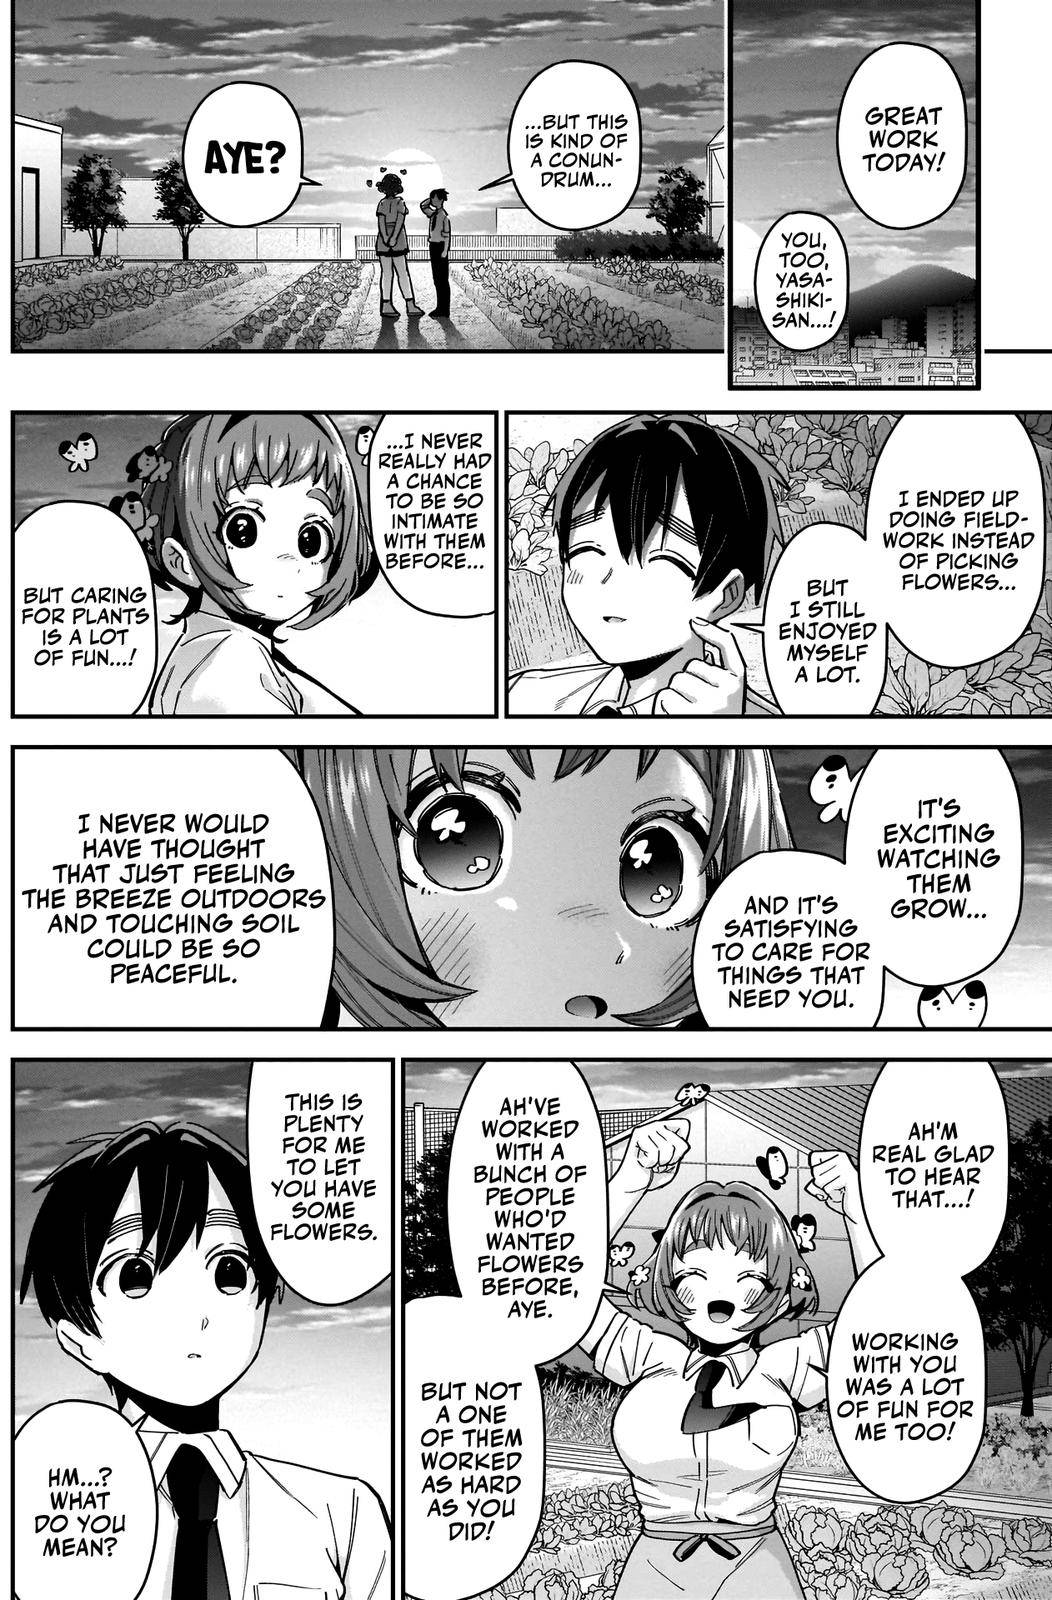 GREAT
WORK
TODAY!
YOU,
TOO,
YASA-
SHIKI-
SAN...!
...BUT THIS
IS KIND OF
A CONUN-
DRUM...
AYE?
I ENDED UP
DOING FIELD-
WORK INSTEAD
OF PICKING
FLOWERS...
BUT
I STILL
ENJOYED
MYSELF
A LOT.
...I NEVER
REALLY HAD
A CHANCE
TO BE SO
INTIMATE
WITH THEM
BEFORE...
BUT CARING
FOR PLANTS
IS A LOT
OF FUN...!
IT'S
EXCITING
WATCHING
THEM
GROW...
AND IT'S
SATISFYING
TO CARE FOR
THINGS THAT
NEED YOU.
I NEVER WOULD
HAVE THOUGHT
THAT JUST FEELING
THE BREEZE OUTDOORS
AND TOUCHING SOIL
COULD BE SO
PEACEFUL.
AH'M
REAL GLAD
TO HEAR
THAT...!
WORKING
WITH YOU
WAS A LOT
OF FUN FOR
ME TOO!
AH'VE
WORKED
WITH A
BUNCH OF
PEOPLE
WHO'D
WANTED
FLOWERS
BEFORE,
AYE.
BUT NOT
A ONE
OF THEM
WORKED
AS HARD
AS YOU
DID!
THIS IS
PLENTY
FOR ME
TO LET
YOU HAVE
SOME
FLOWERS.
HM...?
WHAT
DO YOU
MEAN?